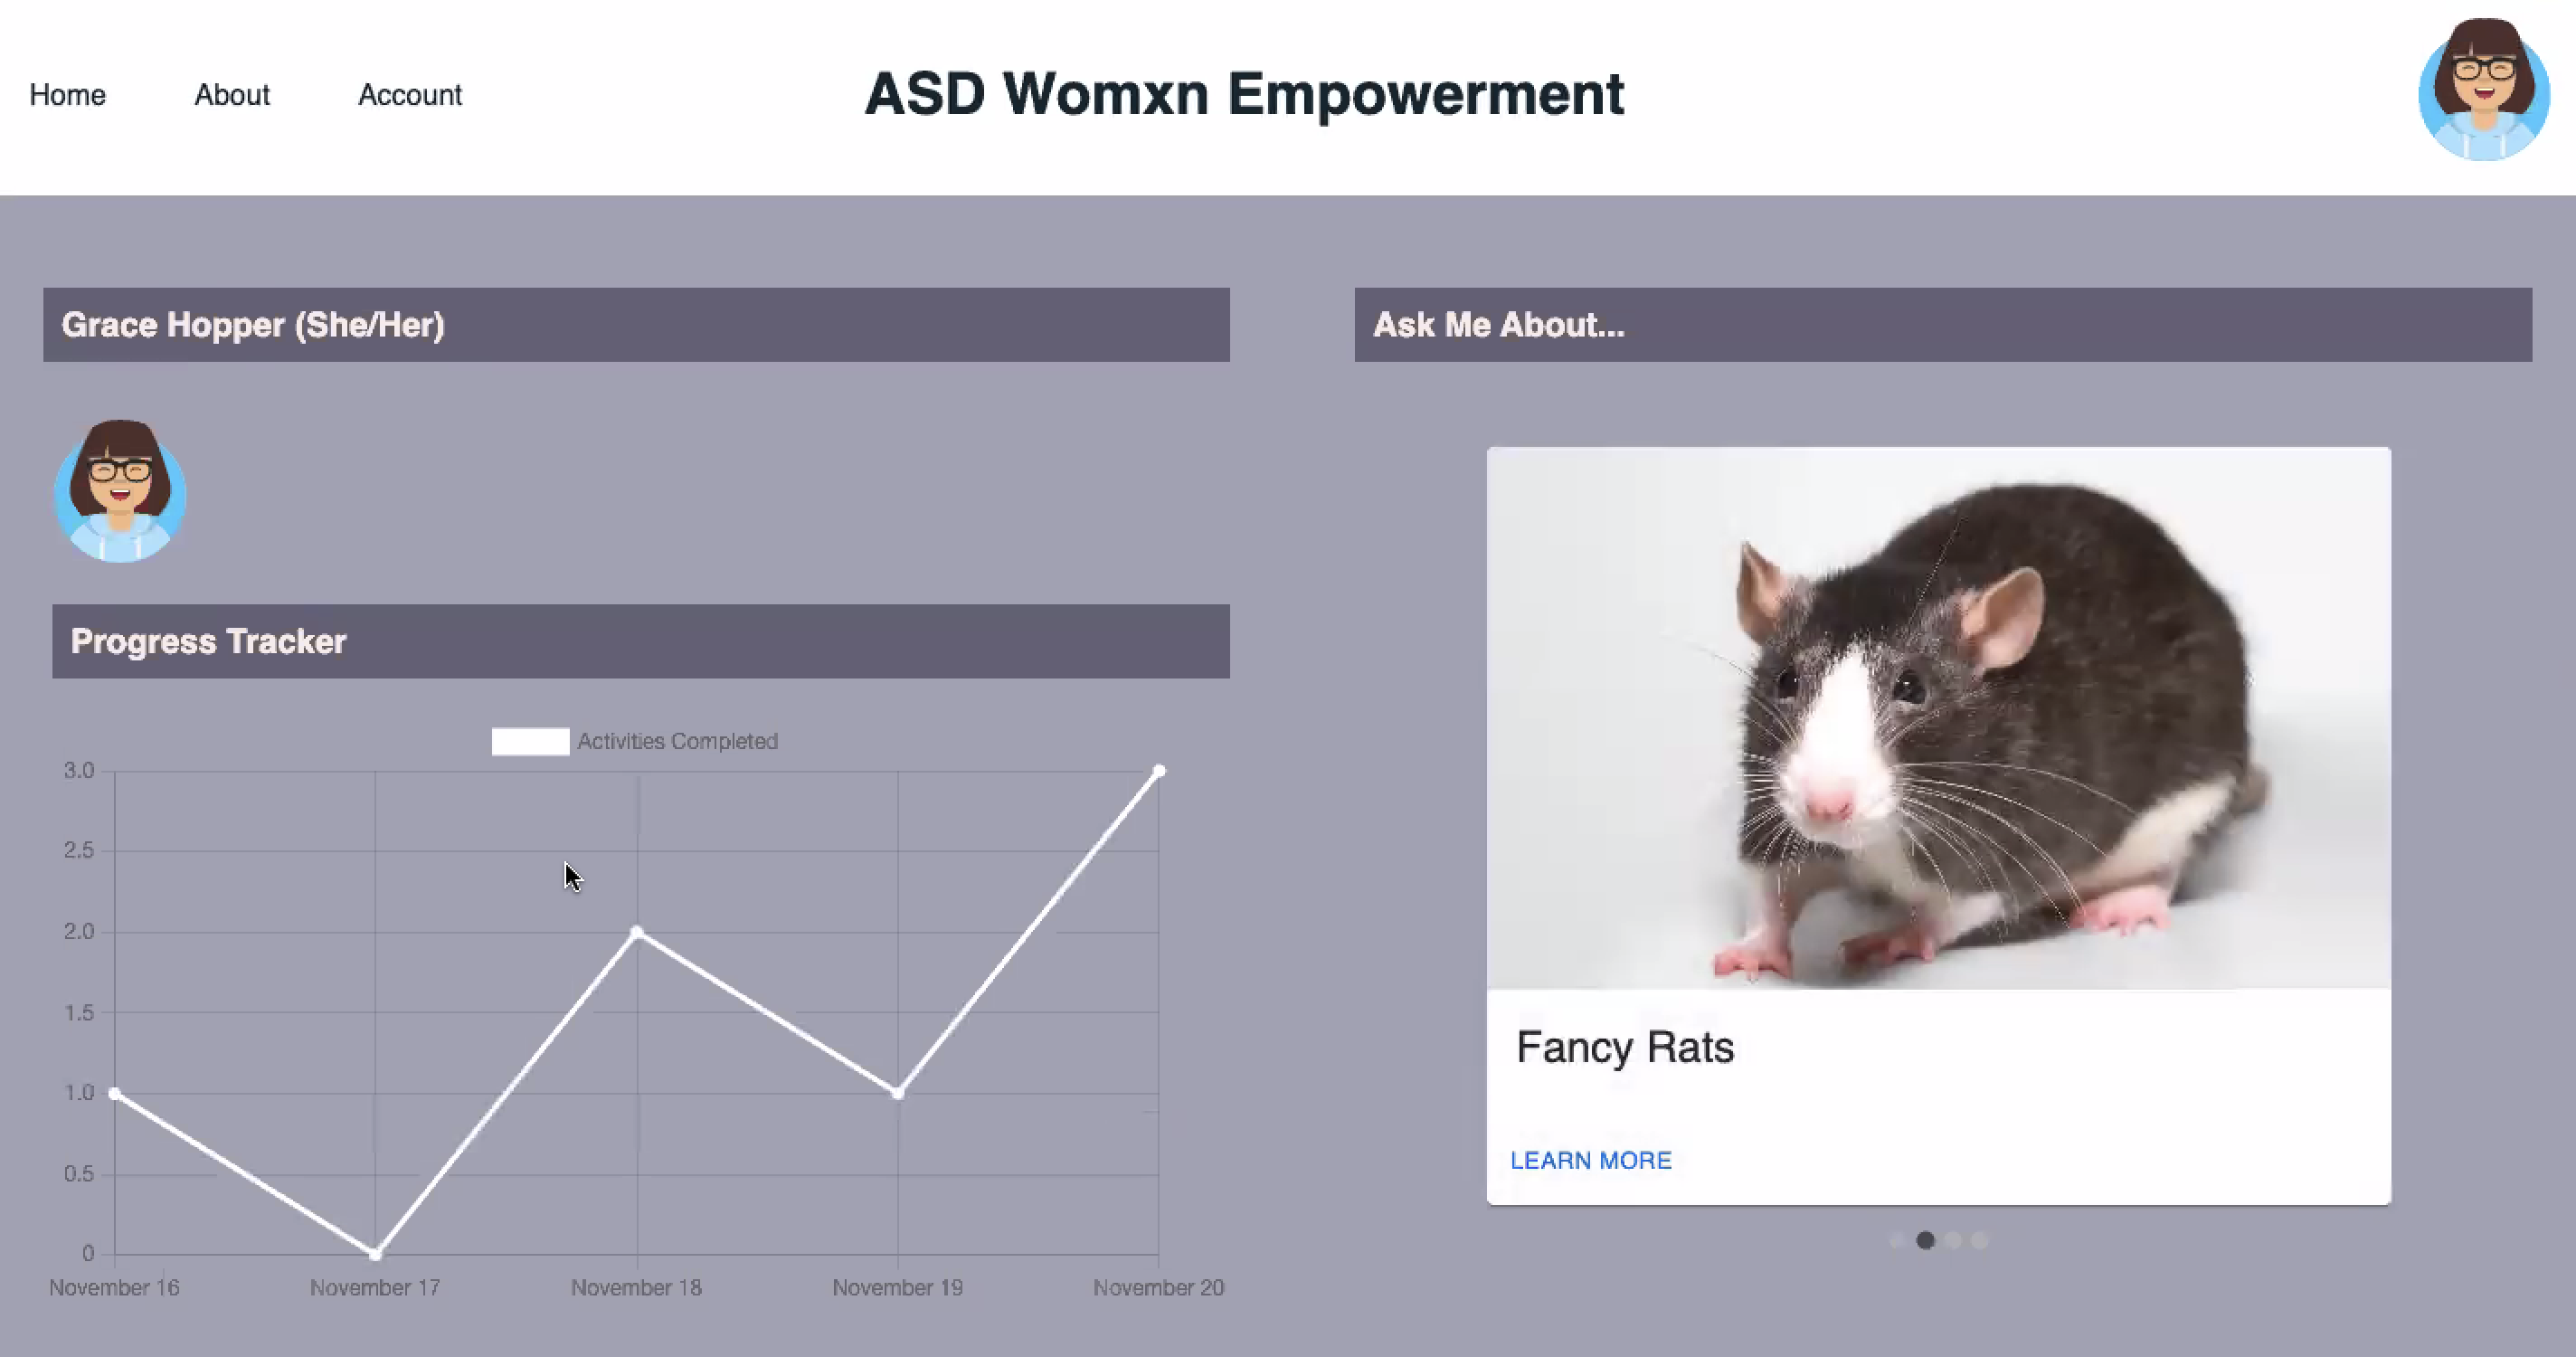 Home About Account
ASD Womxn Empowerment
Grace Hopper (She/Her)
Progress Tracker
Activities Completed
3.0
2.5
2.0
1.5
1.0
0.5
0
November 16 November 17 November 18 November 19 November 20
Ask Me About...
Fancy Rats
LEARN MORE